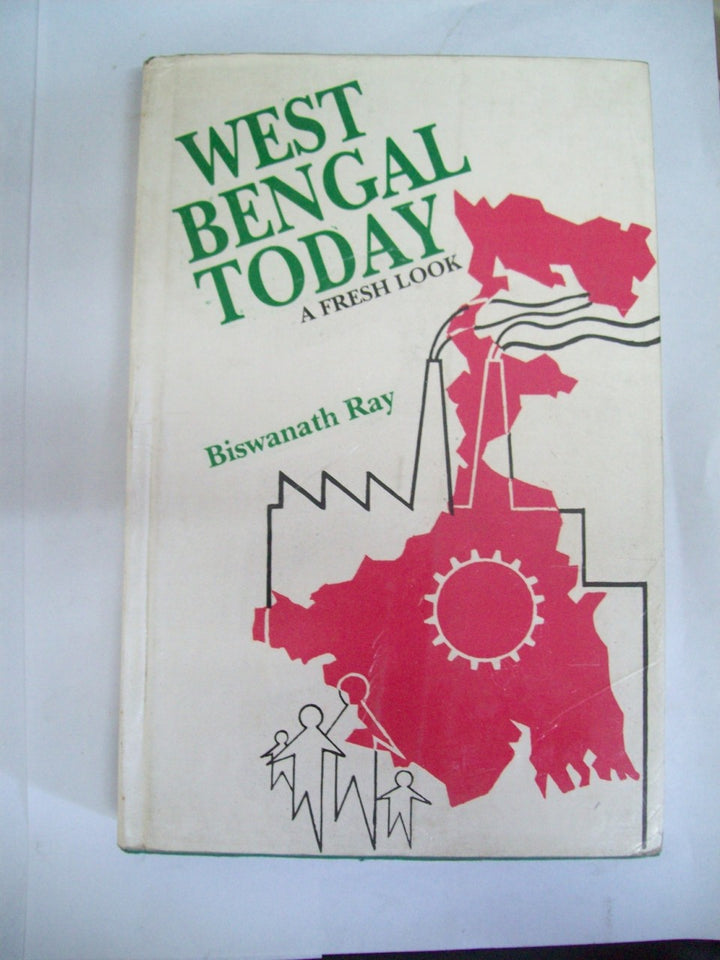 WEST
BENGAL
TODAY
A FRESH LOOK
Biswanath Ray